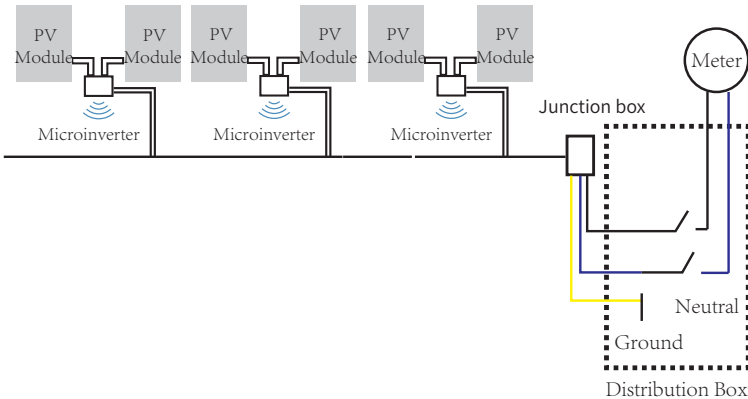 PV
Module
PV
Module
PV
Module
PV
Module
PV
Module
PV
Module
Meter
Junction box
Microinverter
Microinverter
Microinverter
Neutral
Ground
Distribution Box